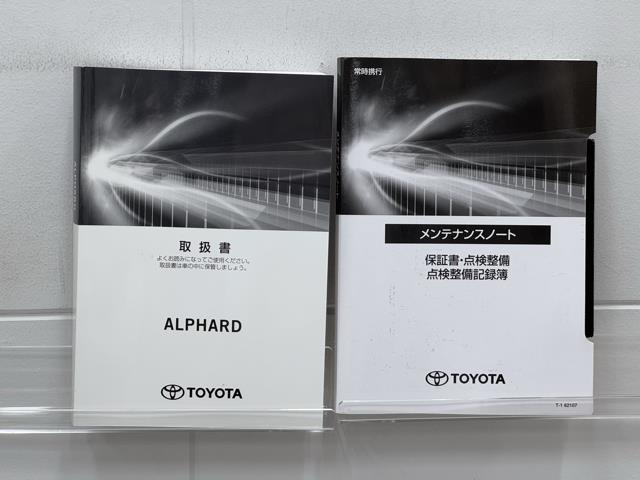 ALPHARD
取扱書
よくお読みになってご使用ください。
取扱書は車の中に保管しましょう。
ALPHARD
TOYOTA
常時携行
メンテナンスノート
保証書・点検整備
点検整備記録簿
TOYOTA
T-1 62107